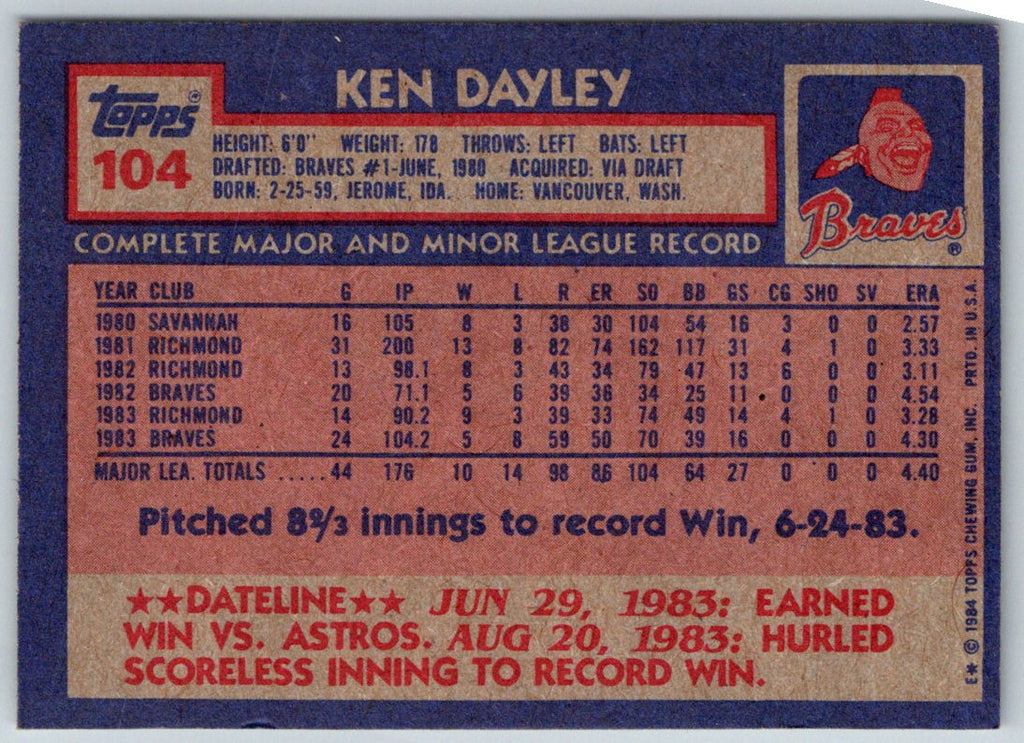 KEN DAYLEY
Topps
104
HEIGHT: 6'0" WEIGHT: 178 THROWS: LEFT BATS: LEFT
DRAFTED: BRAVES #1-JUNE, 1980 ACQUIRED: VIA DRAFT
BORN: 2-25-59, JEROME, IDA. HOME: VANCOUVER, WASH.
Braves®
COMPLETE MAJOR AND MINOR LEAGUE RECORD
YEAR CLUB G IP W L R ER SO BB GS CG SHO SV ERA
1980 SAVANNAH 16 105 8 3 38 30 104 54 16 3 0 0 2.57
1981 RICHMOND 31 200 13 8 82 74 162 117 31 4 1 0 3.33
1982 RICHMOND 13 98.1 8 3 43 34 79 47 13 6 0 0 3.11
1982 BRAVES 20 71.1 5 6 39 36 34 25 11 0 0 0 4.54
1983 RICHMOND 14 90.2 9 3 39 33 74 49 14 4 1 0 3.28
1983 BRAVES 24 104.2 5 8 59 50 70 39 16 0 0 0 4.30
MAJOR LEA. TOTALS .....44 176 10 14 98 86 104 64 27 0 0 0 4.40
Pitched 8⅔ innings to record Win, 6-24-83.
★★DATELINE★★ JUN 29, 1983: EARNED
WIN VS. ASTROS. AUG 20, 1983: HURLED
SCORELESS INNING TO RECORD WIN.
E★ © 1984 TOPPS CHEWING GUM, INC. PRTD. IN U.S.A.